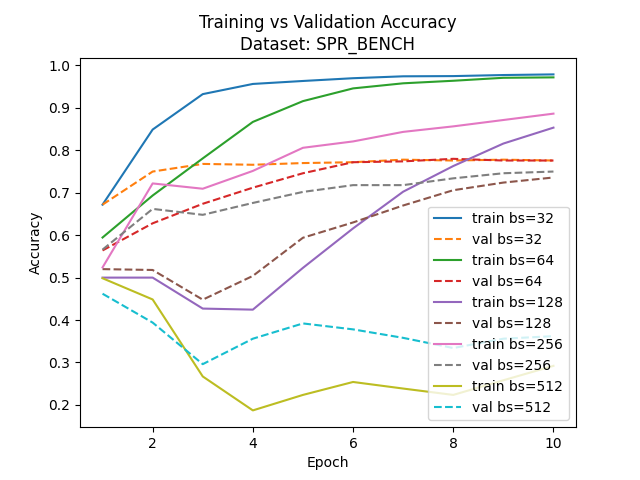 Training vs Validation Accuracy
Dataset: SPR_BENCH
1.0
0.9
0.8
0.7
0.6
0.5
0.4
0.3
0.2
Accuracy
train bs=32
val bs=32
train bs=64
val bs=64
train bs=128
val bs=128
train bs=256
val bs=256
train bs=512
val bs=512
2 4 6 8 10
Epoch